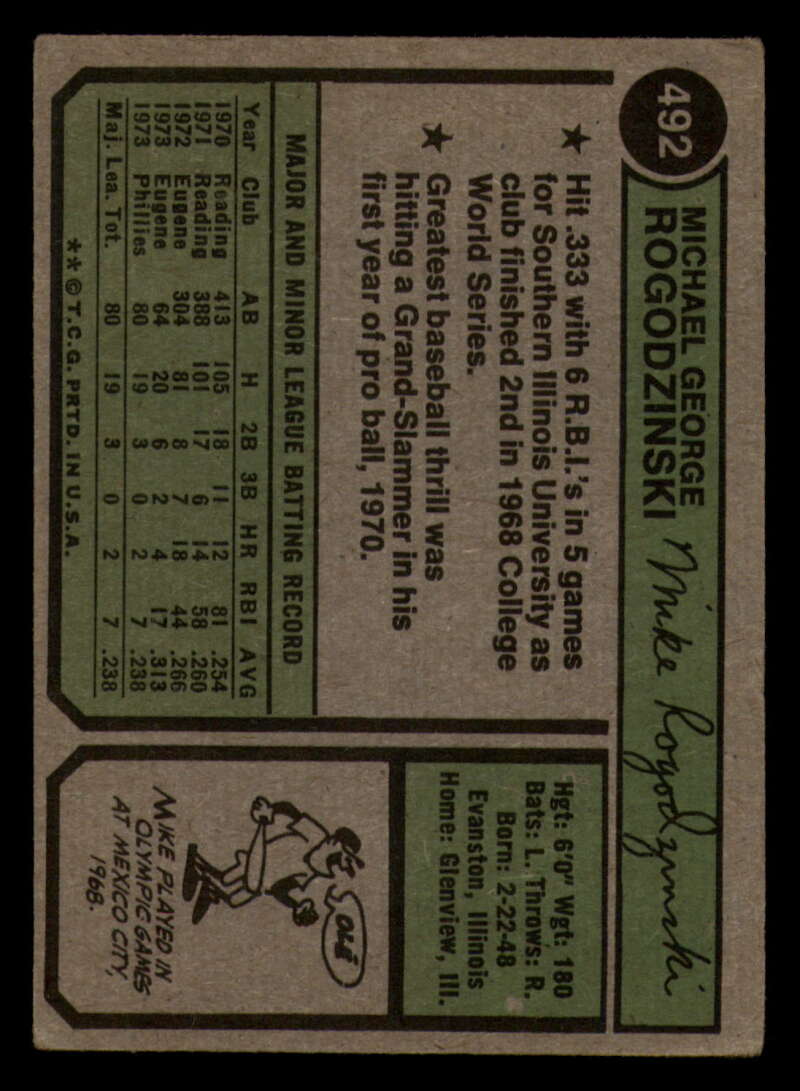 492
MICHAEL GEORGE
ROGODZINSKI
Mike Rogodzinski
★ Hit .333 with 6 R.B.I.'s in 5 games
for Southern Illinois University as
club finished 2nd in 1968 College
World Series.
★ Greatest baseball thrill was
hitting a Grand-Slammer in his
first year of pro ball, 1970.
MAJOR AND MINOR LEAGUE BATTING RECORD
Year Club AB H 2B 3B HR RBI AVG
1970 Reading 413 105 18 11 12 81 .254
1971 Reading 388 101 17 6 14 58 .260
1972 Eugene 304 81 8 7 18 44 .266
1973 Eugene 64 20 6 2 4 17 .313
1973 Phillies 80 19 3 0 2 7 .238
Maj. Lea. Tot. 80 19 3 0 2 7 .238
**© T.C.G. PRTD. IN U.S.A.
Hgt: 6'0" Wgt: 180
Bats: L. Throws: R.
Born: 2-22-48
Evanston, Illinois
Home: Glenview, Ill.
OLÉ
MIKE PLAYED IN
OLYMPIC GAMES
AT MEXICO CITY,
1968.